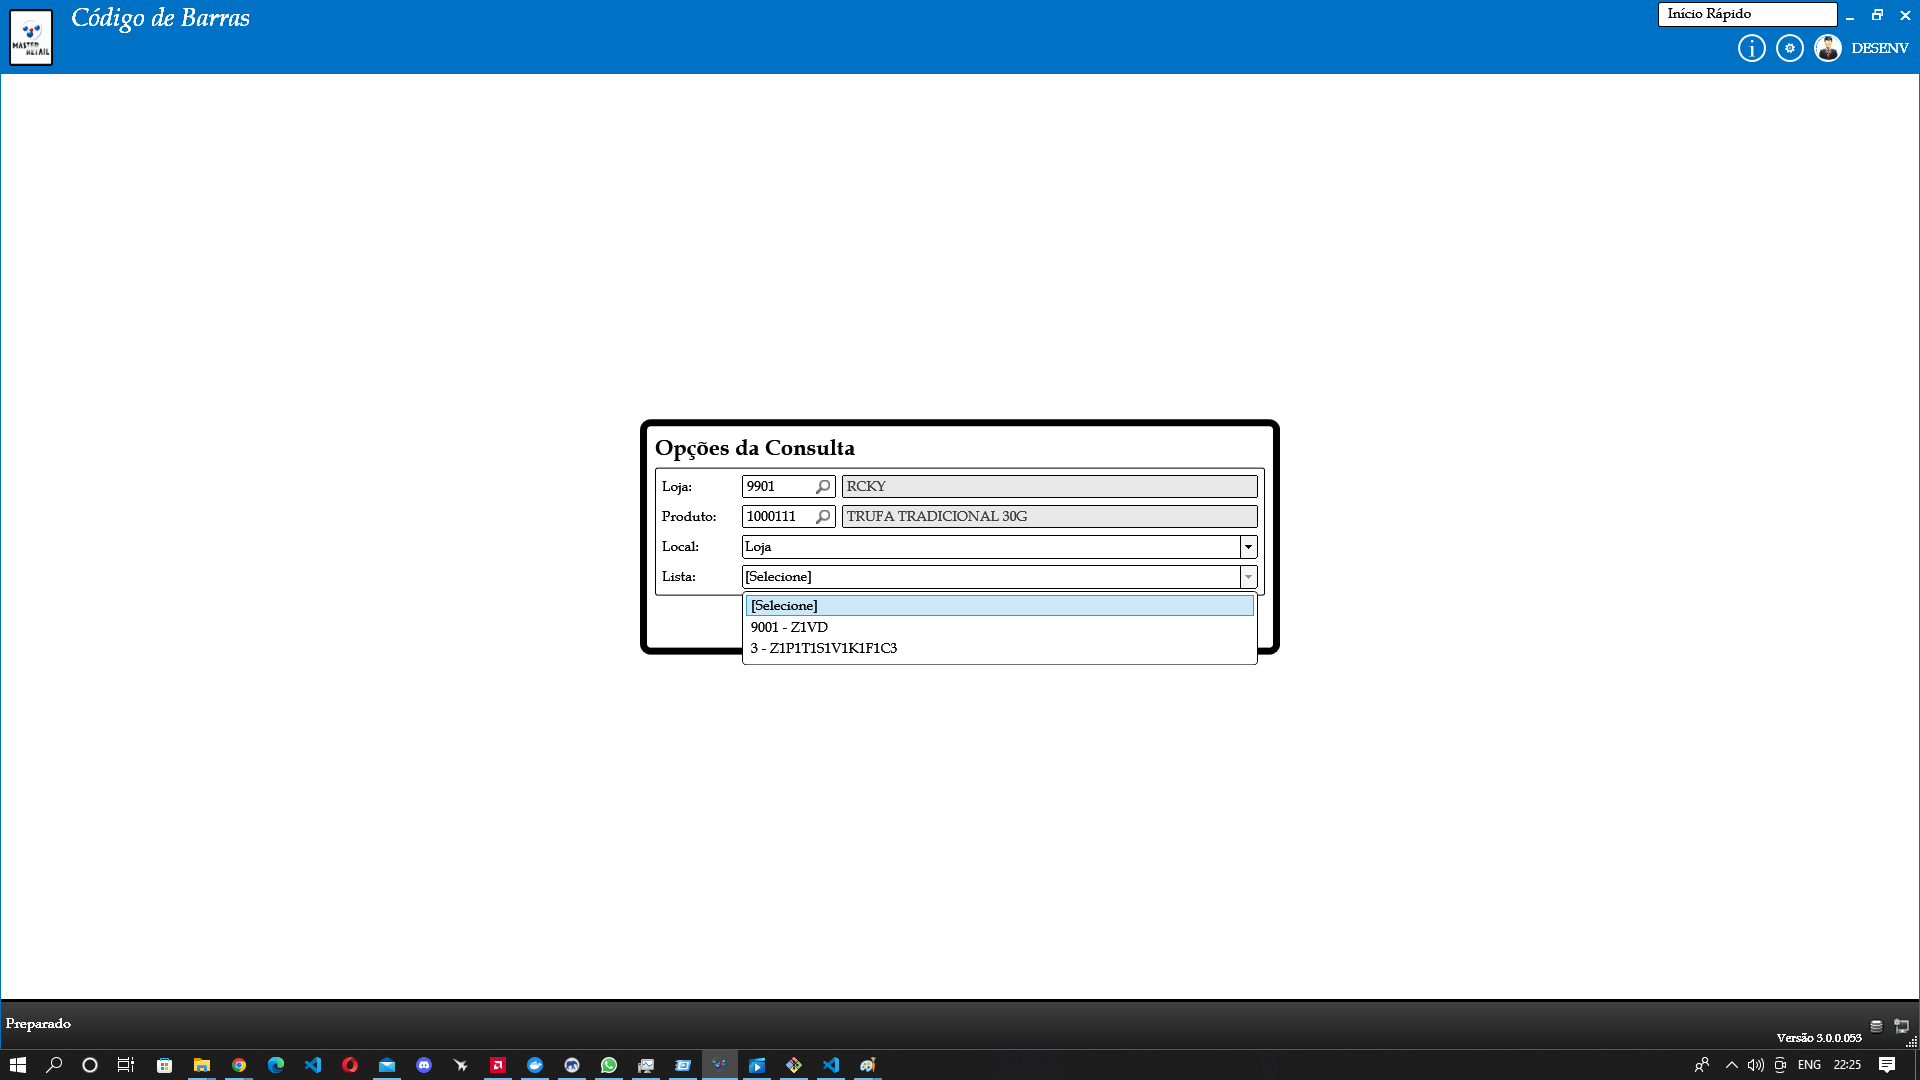 Código de Barras
MASTER
RETAIL
Início Rápido
DESENV
Opções da Consulta
Loja: 9901 RCKY
Produto: 1000111 TRUFA TRADICIONAL 30G
Local: Loja
Lista: [Selecione]
[Selecione]
9001 - Z1VD
3 - Z1P1T1S1V1K1F1C3
Preparado
Versão 3.0.0.053
ENG 22:25